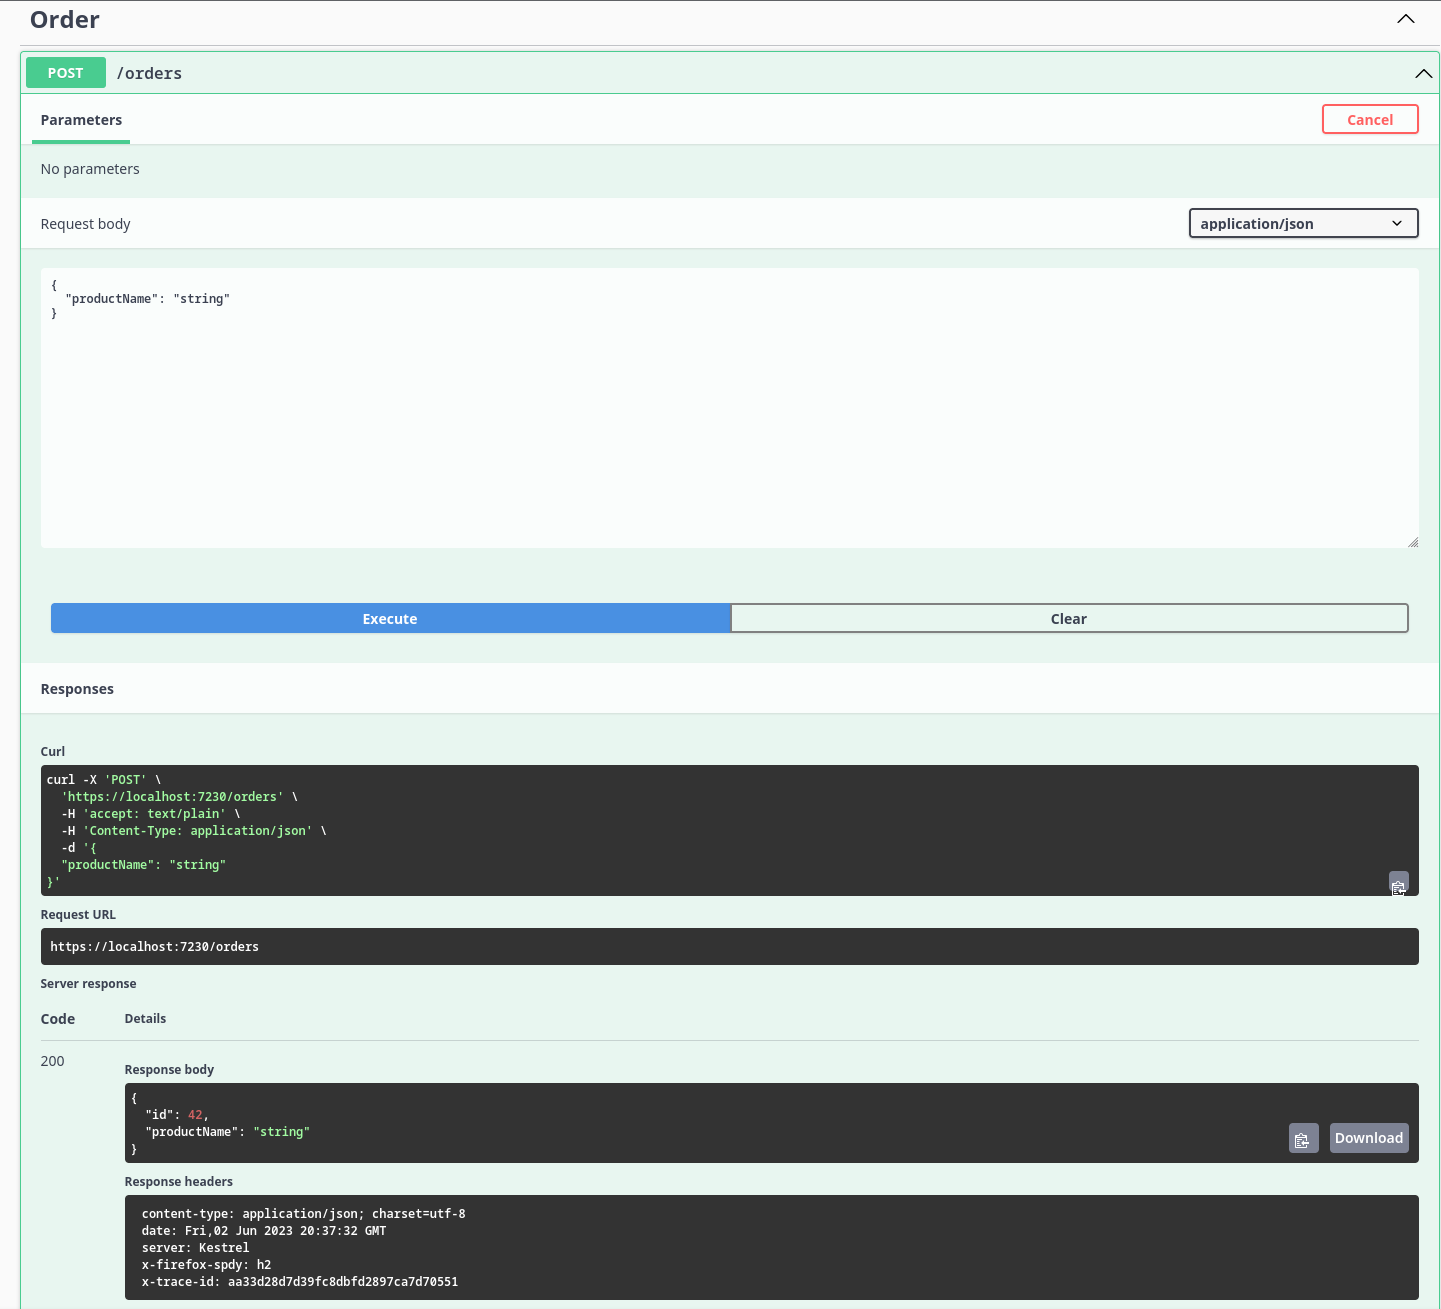 Order
POST /orders
Parameters Cancel
No parameters
Request body application/json
{
  "productName": "string"
}
Execute Clear
Responses
Curl
curl -X 'POST' \
  'https://localhost:7230/orders' \
  -H 'accept: text/plain' \
  -H 'Content-Type: application/json' \
  -d '{
  "productName": "string"
}'
Request URL
https://localhost:7230/orders
Server response
Code Details
200
Response body
{
  "id": 42,
  "productName": "string"
}
Download
Response headers
content-type: application/json; charset=utf-8
date: Fri,02 Jun 2023 20:37:32 GMT
server: Kestrel
x-firefox-spdy: h2
x-trace-id: aa33d28d7d39fc8dbfd2897ca7d70551